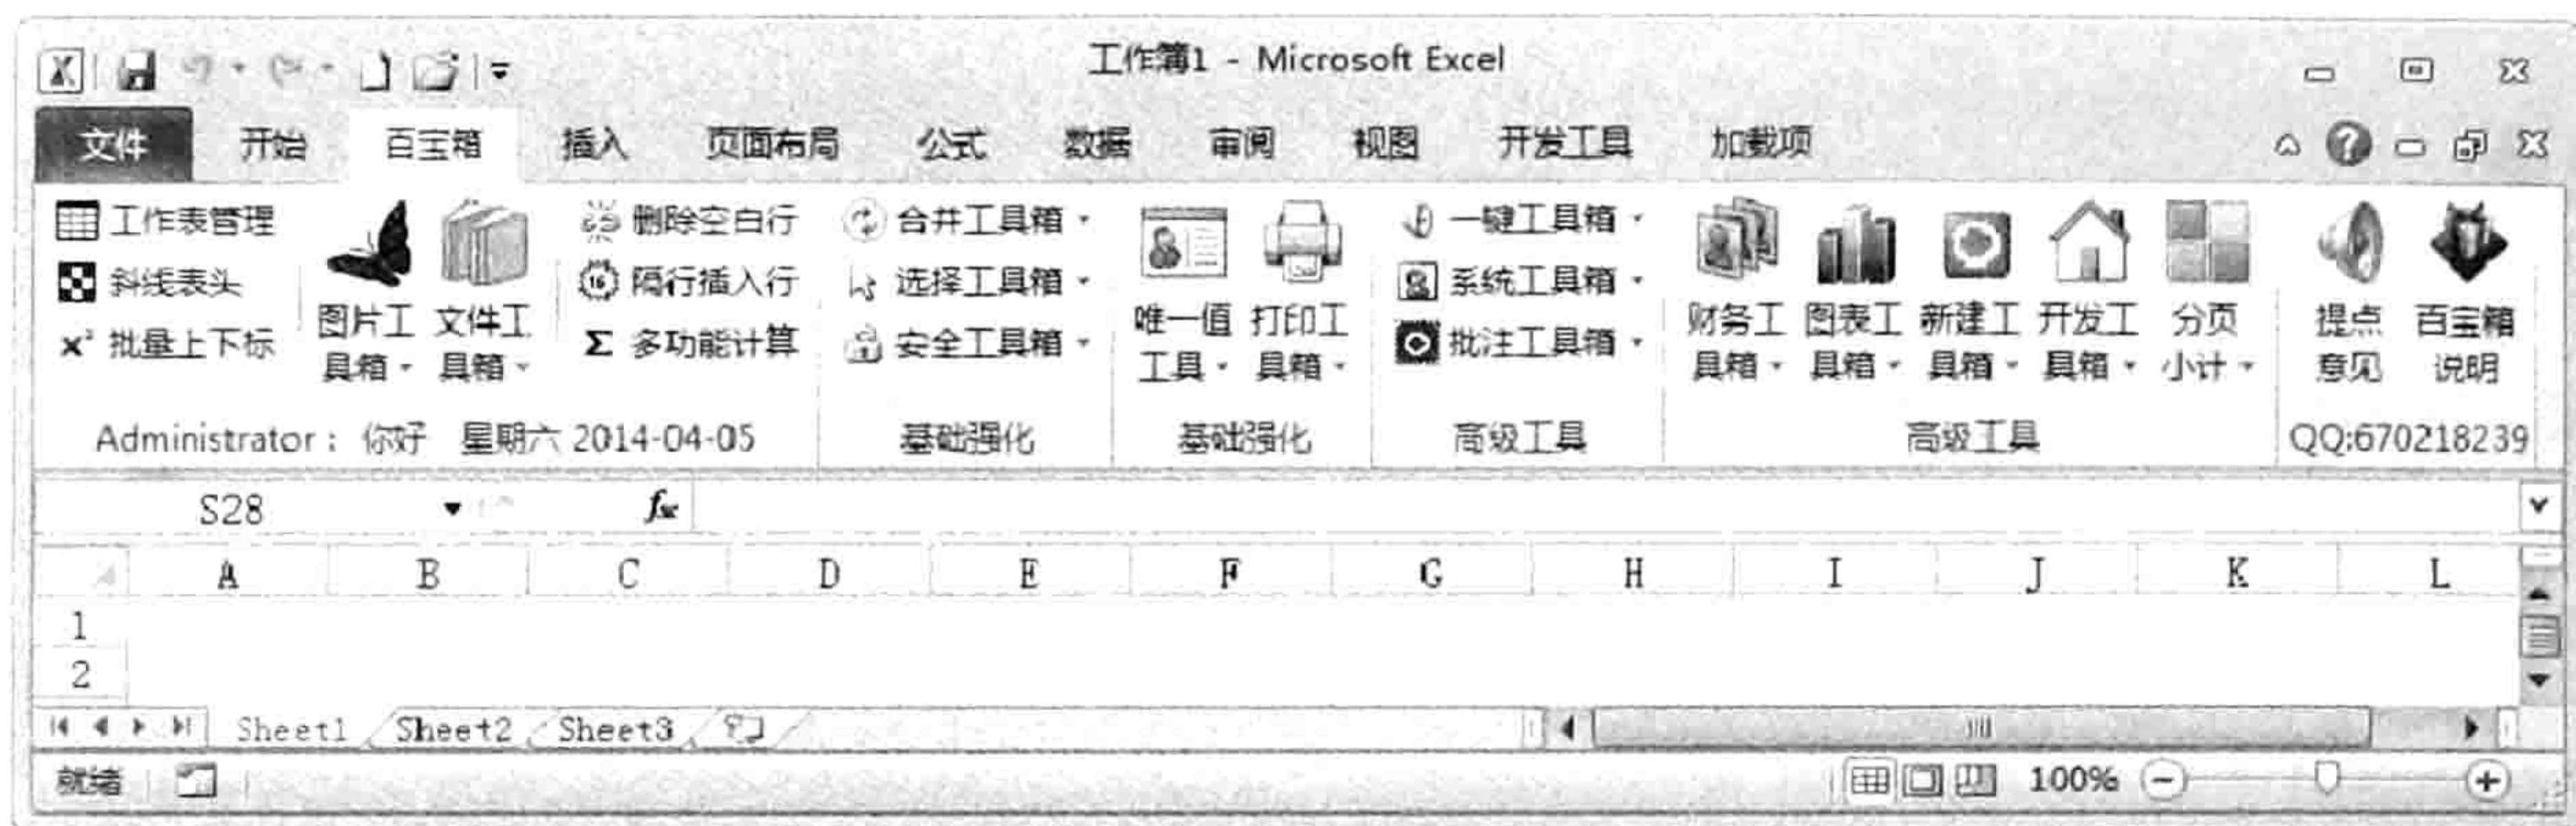 工作簿1 - Microsoft Excel
文件 开始 百宝箱 插入 页面布局 公式 数据 审阅 视图 开发工具 加载项
工作表管理
斜线表头
x² 批量上下标
图片工
具箱
文件工
具箱
删除空白行
隔行插入行
Σ 多功能计算
Administrator： 你好 星期六 2014-04-05
合并工具箱
选择工具箱
安全工具箱
基础强化
唯一值
工具
打印工
具箱
基础强化
一键工具箱
系统工具箱
批注工具箱
高级工具
财务工
具箱
图表工
具箱
新建工
具箱
开发工
具箱
分页
小计
高级工具
提点
意见
百宝箱
说明
QQ:670218239
S28 fx
A B C D E F G H I J K L
1
2
Sheet1 Sheet2 Sheet3
就绪 100%